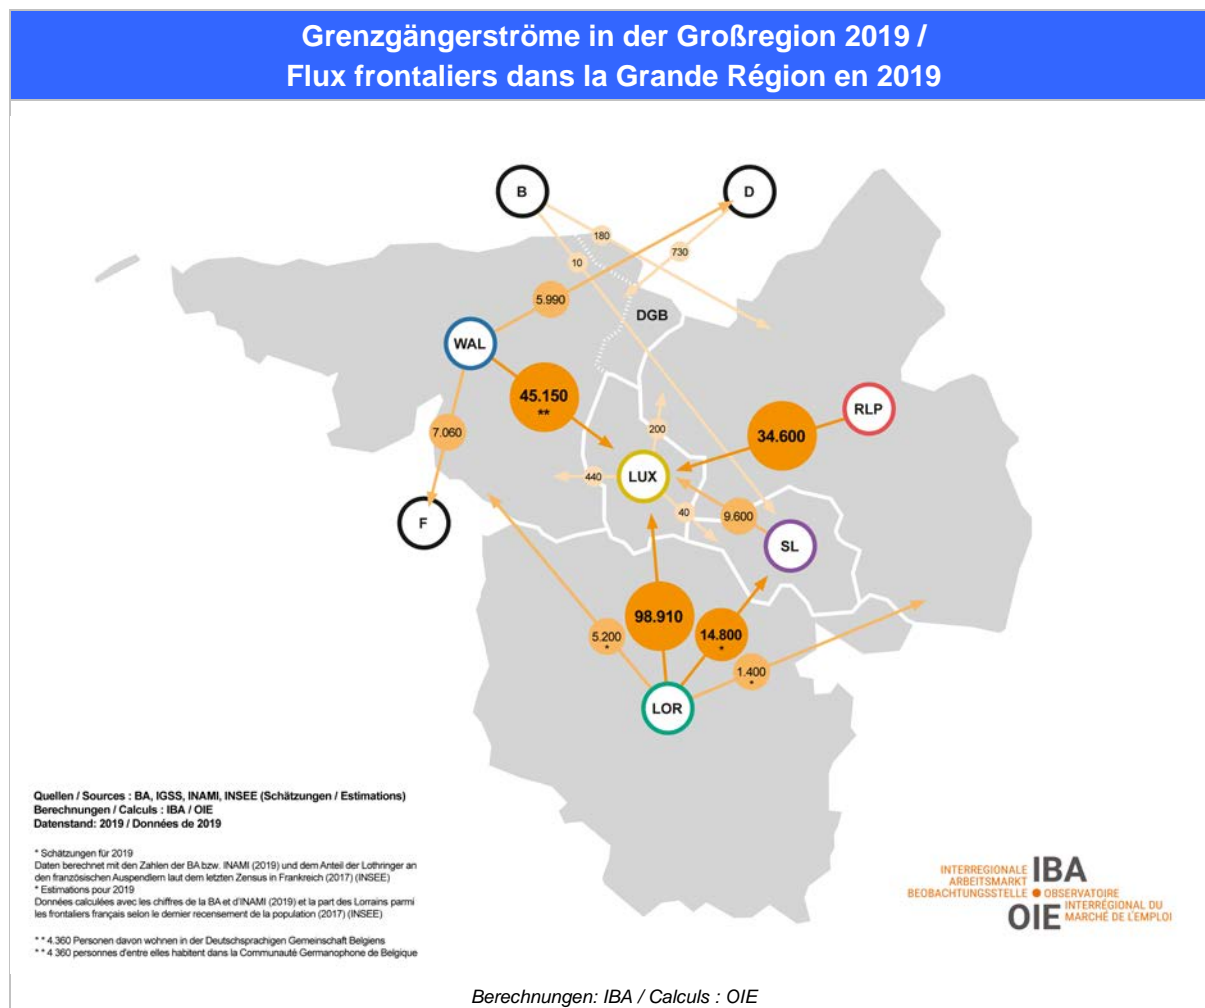 Grenzgängerströme in der Großregion 2019 /
Flux frontaliers dans la Grande Région en 2019
B
D
180
730
10
5.990
DGB
WAL
45.150
**
RLP
200
34.600
7.060
LUX
440
40
9.600
F
SL
98.910
14.800
*
5.200
*
1.400
*
LOR
Quellen / Sources : BA, IGSS, INAMI, INSEE (Schätzungen / Estimations)
Berechnungen / Calculs : IBA / OIE
Datenstand: 2019 / Données de 2019
* Schätzungen für 2019
Daten berechnet mit den Zahlen der BA bzw. INAMI (2019) und dem Anteil der Lothringer an
den französischen Auspendlern laut dem letzten Zensus in Frankreich (2017) (INSEE)
* Estimations pour 2019
Données calculées avec les chiffres de la BA et d'INAMI (2019) et la part des Lorrains parmi
les frontaliers français selon le dernier recensement de la population (2017) (INSEE)
* * 4.360 Personen davon wohnen in der Deutschsprachigen Gemeinschaft Belgiens
* * 4 360 personnes d'entre elles habitent dans la Communauté Germanophone de Belgique
INTERREGIONALE
ARBEITSMARKT
BEOBACHTUNGSSTELLE
IBA
OIE
OBSERVATOIRE
INTERRÉGIONAL DU
MARCHÉ DE L'EMPLOI
Berechnungen: IBA / Calculs : OIE